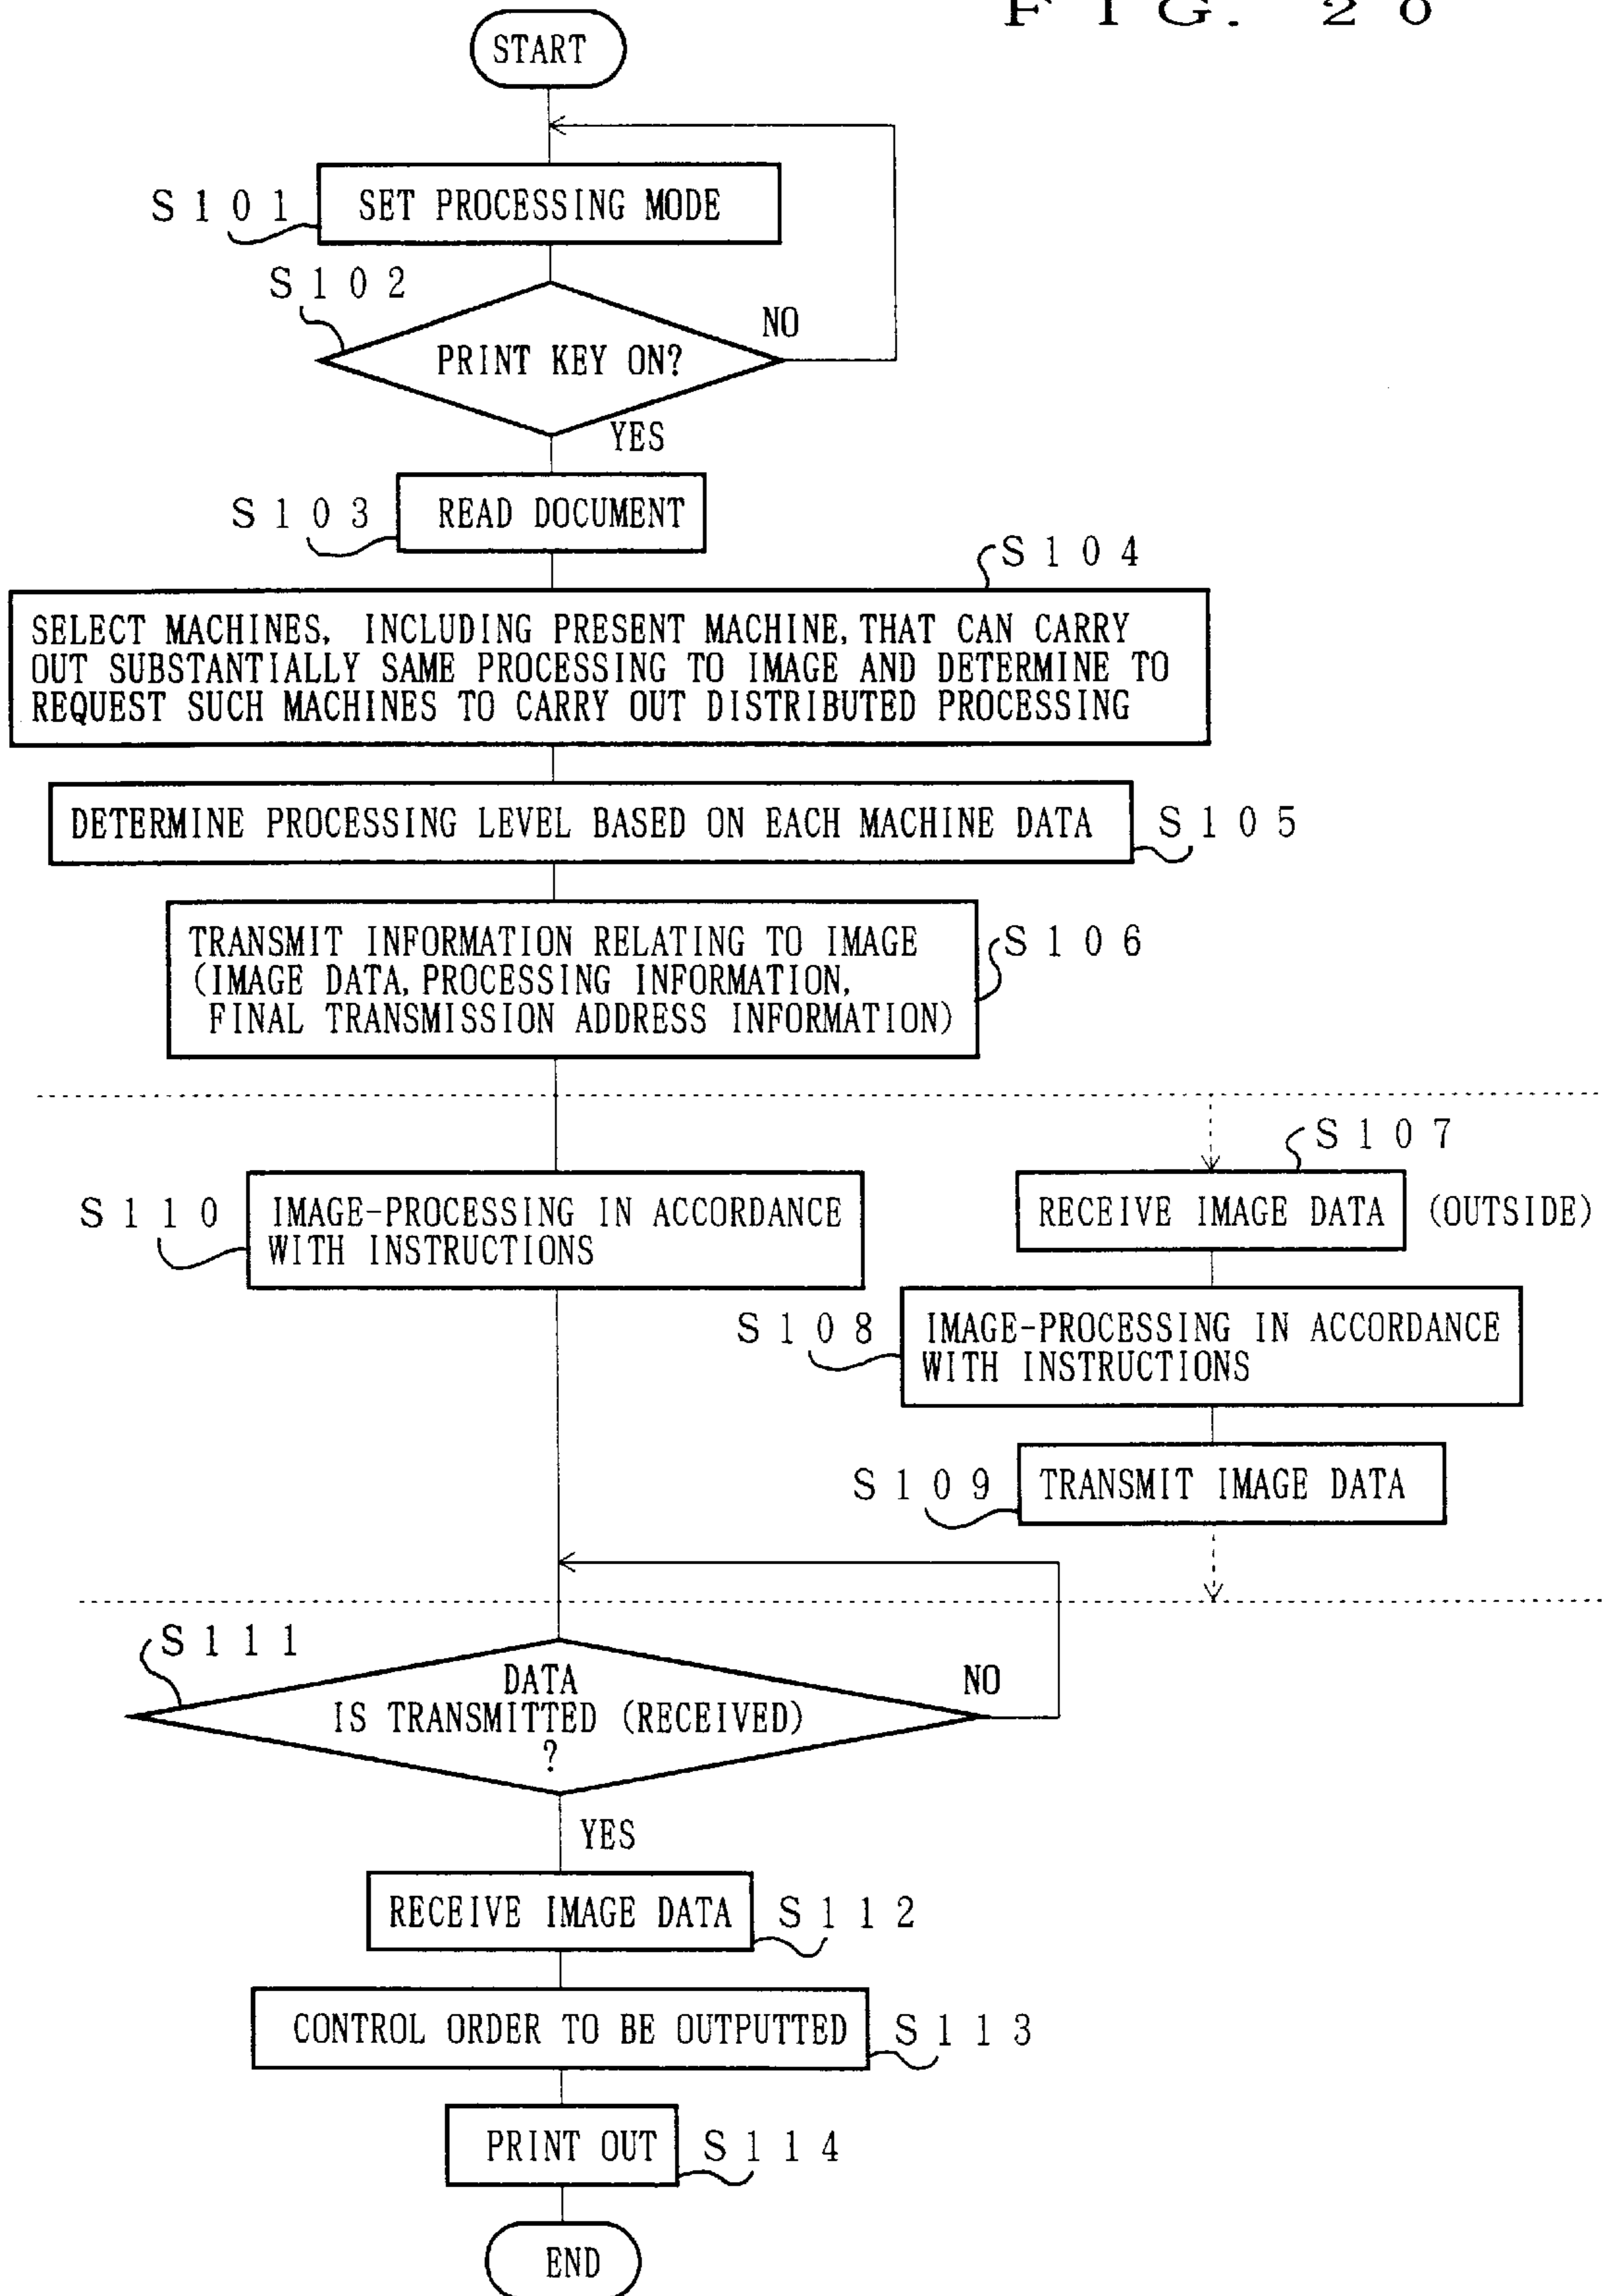 F I G.
START
S 1 0 1
SET PROCESSING MODE
S 1 0 2
NO
PRINT KEY ON?
YES
S 1 0 3
READ DOCUMENT
S 1 0 4
SELECT MACHINES, INCLUDING PRESENT MACHINE, THAT CAN CARRY
OUT SUBSTANTIALLY SAME PROCESSING TO IMAGE AND DETERMINE TO
REQUEST SUCH MACHINES TO CARRY OUT DISTRIBUTED PROCESSING
DETERMINE PROCESSING LEVEL BASED ON EACH MACHINE DATA
S 1 0 5
TRANSMIT INFORMATION RELATING TO IMAGE
(IMAGE DATA, PROCESSING INFORMATION,
FINAL TRANSMISSION ADDRESS INFORMATION)
S 1 0 6
S 1 0 7
RECEIVE IMAGE DATA
(OUTSIDE)
S 1 1 0
IMAGE-PROCESSING IN ACCORDANCE
WITH INSTRUCTIONS
S 1 0 8
IMAGE-PROCESSING IN ACCORDANCE
WITH INSTRUCTIONS
S 1 0 9
TRANSMIT IMAGE DATA
S 1 1 1
DATA
IS TRANSMITTED (RECEIVED)
?
NO
YES
RECEIVE IMAGE DATA
S 1 1 2
CONTROL ORDER TO BE OUTPUTTED
S 1 1 3
PRINT OUT
S 1 1 4
END